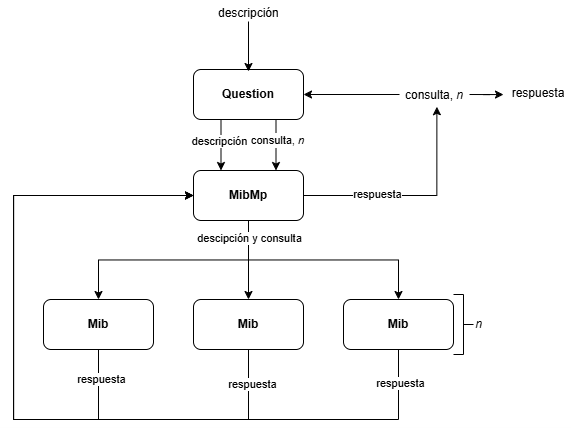 descripción
Question
consulta, n
respuesta
descripción
consulta, n
MibMp
respuesta
descipción y consulta
Mib
Mib
Mib
n
respuesta
respuesta
respuesta